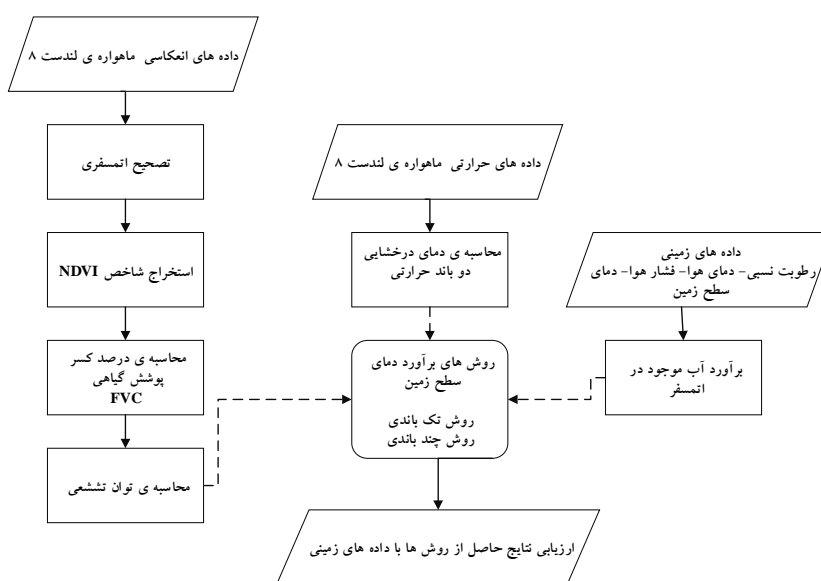 داده های انعکاسی ماهواره ی لندست ۸
تصحیح اتمسفری
استخراج شاخص NDVI
محاسبه ی درصد کسر
پوشش گیاهی
FVC
محاسبه ی توان تششعی
داده های حرارتی ماهواره ی لندست ۸
محاسبه ی دمای درخشایی
دو باند حرارتی
روش های برآورد دمای
سطح زمین
روش تک باندی
روش چند باندی
داده های زمینی
رطوبت نسبی- دمای هوا- فشار هوا- دمای
سطح زمین
برآورد آب موجود در
اتمسفر
ارزیابی نتایج حاصل از روش ها با داده های زمینی